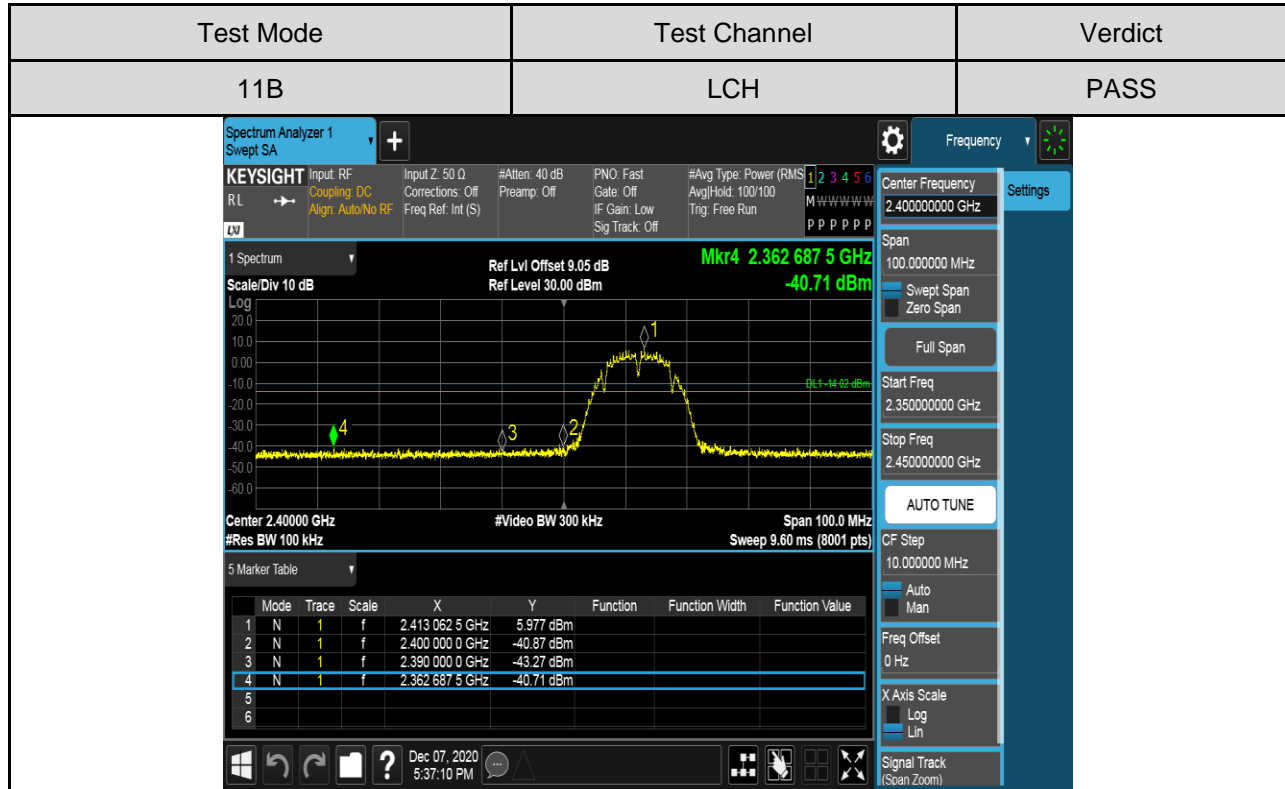 Test Mode Test Channel Verdict
11B LCH PASS
Spectrum Analyzer 1
Swept SA
+
Frequency
KEYSIGHT
RL
LXI
Input: RF
Coupling: DC
Align: Auto/No RF
Input Z: 50 Ω
Corrections: Off
Freq Ref: Int (S)
#Atten: 40 dB
Preamp: Off
PNO: Fast
Gate: Off
IF Gain: Low
Sig Track: Off
#Avg Type: Power (RMS
Avg|Hold: 100/100
Trig: Free Run
1 2 3 4 5 6
M W W W W W
P P P P P P
1 Spectrum
Scale/Div 10 dB
Ref Lvl Offset 9.05 dB
Ref Level 30.00 dBm
Mkr4 2.362 687 5 GHz
-40.71 dBm
Log
20.0
10.0
0.00
-10.0
-20.0
-30.0
-40.0
-50.0
-60.0
1
2
3
4
DL1 -14.02 dBm
Center 2.40000 GHz #Video BW 300 kHz Span 100.0 MHz
#Res BW 100 kHz Sweep 9.60 ms (8001 pts)
5 Marker Table
Mode Trace Scale X Y Function Function Width Function Value
1 N 1 f 2.413 062 5 GHz 5.977 dBm
2 N 1 f 2.400 000 0 GHz -40.87 dBm
3 N 1 f 2.390 000 0 GHz -43.27 dBm
4 N 1 f 2.362 687 5 GHz -40.71 dBm
5
6
?
Dec 07, 2020
5:37:10 PM
Center Frequency
2.400000000 GHz
Settings
Span
100.000000 MHz
Swept Span
Zero Span
Full Span
Start Freq
2.350000000 GHz
Stop Freq
2.450000000 GHz
AUTO TUNE
CF Step
10.000000 MHz
Auto
Man
Freq Offset
0 Hz
X Axis Scale
Log
Lin
Signal Track
(Span Zoom)